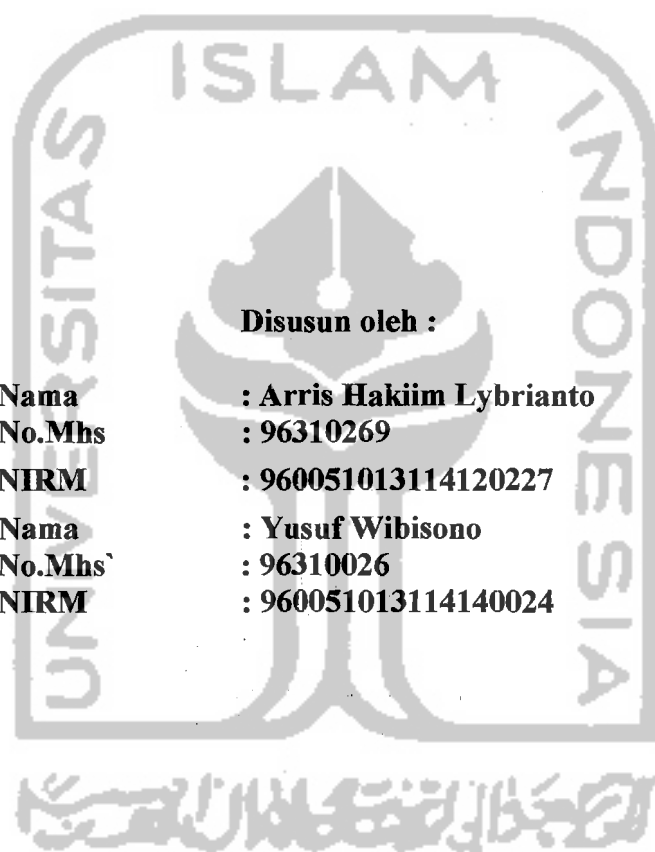 ISLAM
UNIVERSITAS
INDONESIA
Disusun oleh :
Nama : Arris Hakiim Lybrianto
No.Mhs : 96310269
NIRM : 960051013114120227
Nama : Yusuf Wibisono
No.Mhs` : 96310026
NIRM : 960051013114140024